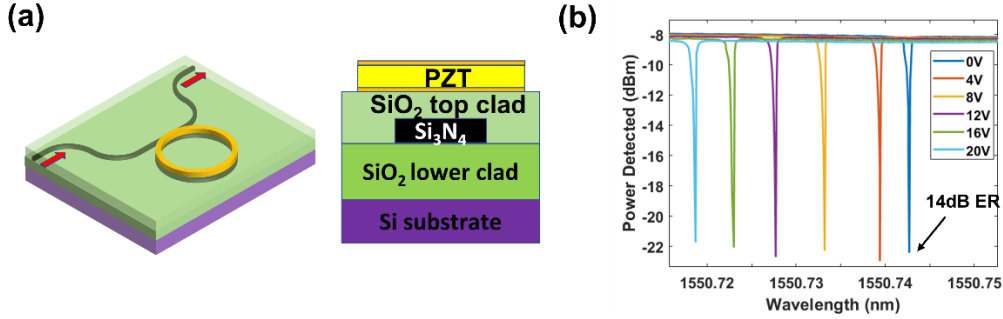 (a)
PZT
SiO2 top clad
Si3N4
SiO2 lower clad
Si substrate
(b)
Power Detected (dBm)
-8
-10
-12
-14
-16
-18
-20
-22
0V
4V
8V
12V
16V
20V
14dB ER
1550.72
1550.73
1550.74
1550.75
Wavelength (nm)